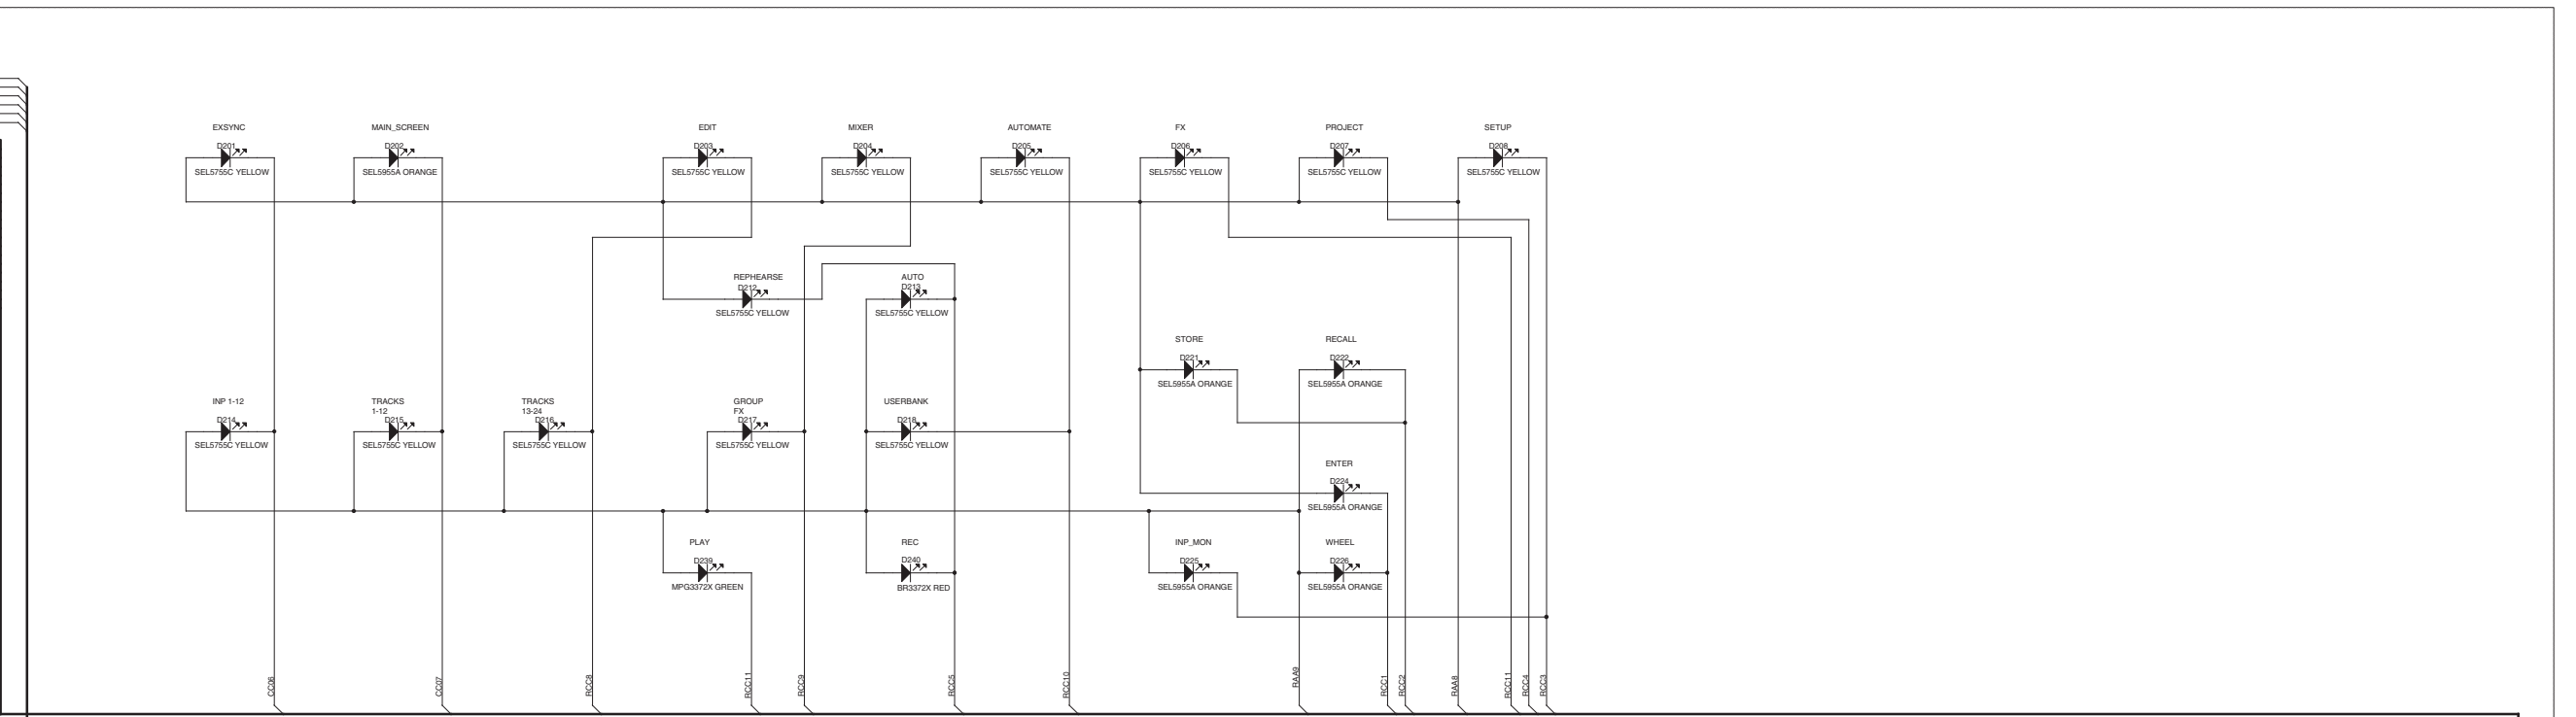 EXSYNC
MAIN_SCREEN
EDIT
MIXER
AUTOMATE
FX
PROJECT
SETUP
D201
D202
D203
D204
D205
D206
D207
D208
SEL5755C YELLOW
SEL5955A ORANGE
SEL5755C YELLOW
SEL5755C YELLOW
SEL5755C YELLOW
SEL5755C YELLOW
SEL5755C YELLOW
SEL5755C YELLOW
REPHEARSE
AUTO
D212
D213
SEL5755C YELLOW
SEL5755C YELLOW
STORE
RECALL
D221
D222
SEL5955A ORANGE
SEL5955A ORANGE
INP 1-12
TRACKS
1-12
TRACKS
13-24
GROUP
FX
USERBANK
D214
D215
D216
D217
D218
SEL5755C YELLOW
SEL5755C YELLOW
SEL5755C YELLOW
SEL5755C YELLOW
SEL5755C YELLOW
ENTER
D224
SEL5955A ORANGE
PLAY
REC
INP_MON
WHEEL
D239
D240
D225
D226
MPG3372X GREEN
BR3372X RED
SEL5955A ORANGE
SEL5955A ORANGE
CC06
CC07
RCC8
RCC11
RCC9
RCC5
RCC10
RAA9
RCC1
RCC2
RAA8
RCC11
RCC4
RCC3